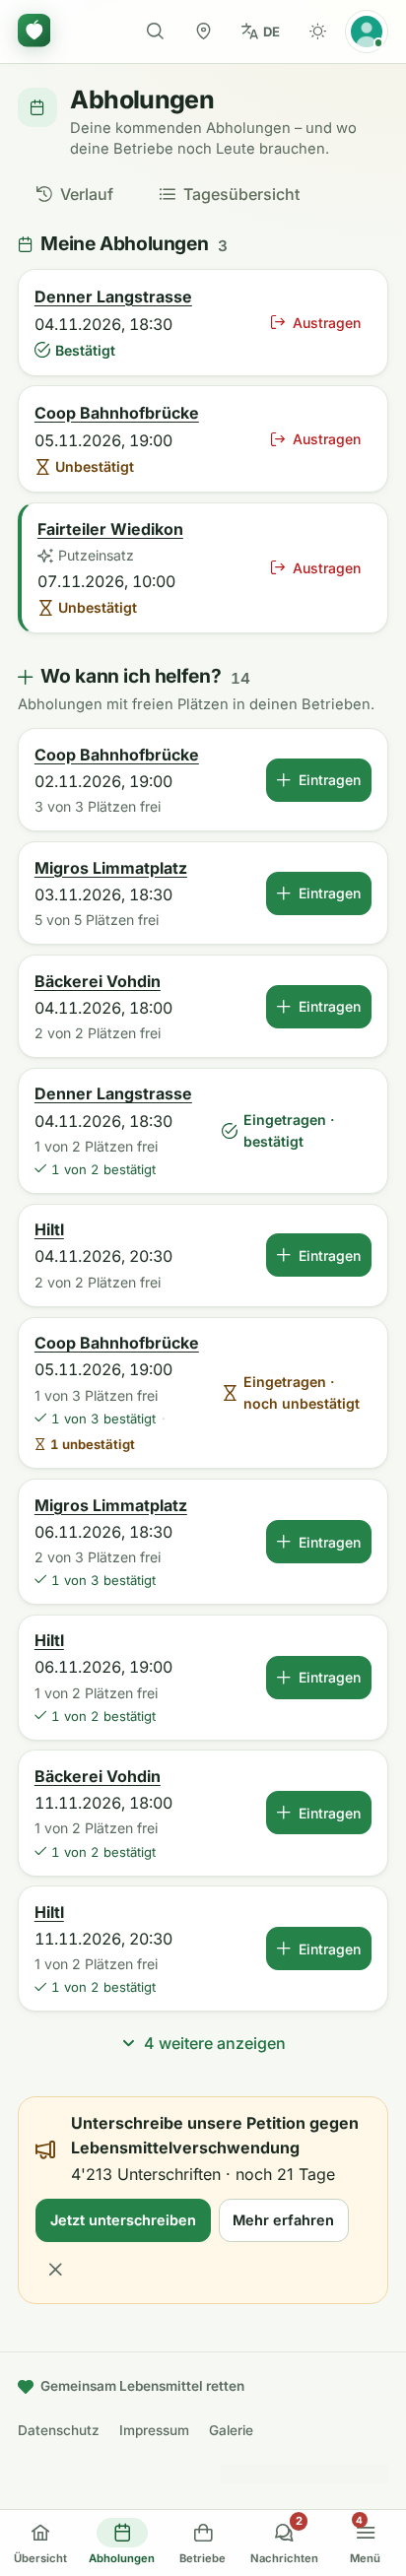 DE
Abholungen
Deine kommenden Abholungen – und wo
deine Betriebe noch Leute brauchen.
Verlauf
Tagesübersicht
Meine Abholungen 3
Denner Langstrasse
04.11.2026, 18:30
Bestätigt
Austragen
Coop Bahnhofbrücke
05.11.2026, 19:00
Unbestätigt
Austragen
Fairteiler Wiedikon
Putzeinsatz
07.11.2026, 10:00
Unbestätigt
Austragen
Wo kann ich helfen? 14
Abholungen mit freien Plätzen in deinen Betrieben.
Coop Bahnhofbrücke
02.11.2026, 19:00
3 von 3 Plätzen frei
Eintragen
Migros Limmatplatz
03.11.2026, 18:30
5 von 5 Plätzen frei
Eintragen
Bäckerei Vohdin
04.11.2026, 18:00
2 von 2 Plätzen frei
Eintragen
Denner Langstrasse
04.11.2026, 18:30
1 von 2 Plätzen frei
1 von 2 bestätigt
Eingetragen ·
bestätigt
Hiltl
04.11.2026, 20:30
2 von 2 Plätzen frei
Eintragen
Coop Bahnhofbrücke
05.11.2026, 19:00
1 von 3 Plätzen frei
1 von 3 bestätigt ·
1 unbestätigt
Eingetragen ·
noch unbestätigt
Migros Limmatplatz
06.11.2026, 18:30
2 von 3 Plätzen frei
1 von 3 bestätigt
Eintragen
Hiltl
06.11.2026, 19:00
1 von 2 Plätzen frei
1 von 2 bestätigt
Eintragen
Bäckerei Vohdin
11.11.2026, 18:00
1 von 2 Plätzen frei
1 von 2 bestätigt
Eintragen
Hiltl
11.11.2026, 20:30
1 von 2 Plätzen frei
1 von 2 bestätigt
Eintragen
4 weitere anzeigen
Unterschreibe unsere Petition gegen
Lebensmittelverschwendung
4'213 Unterschriften · noch 21 Tage
Jetzt unterschreiben
Mehr erfahren
Gemeinsam Lebensmittel retten
Datenschutz
Impressum
Galerie
Übersicht
Abholungen
Betriebe
2
Nachrichten
4
Menü